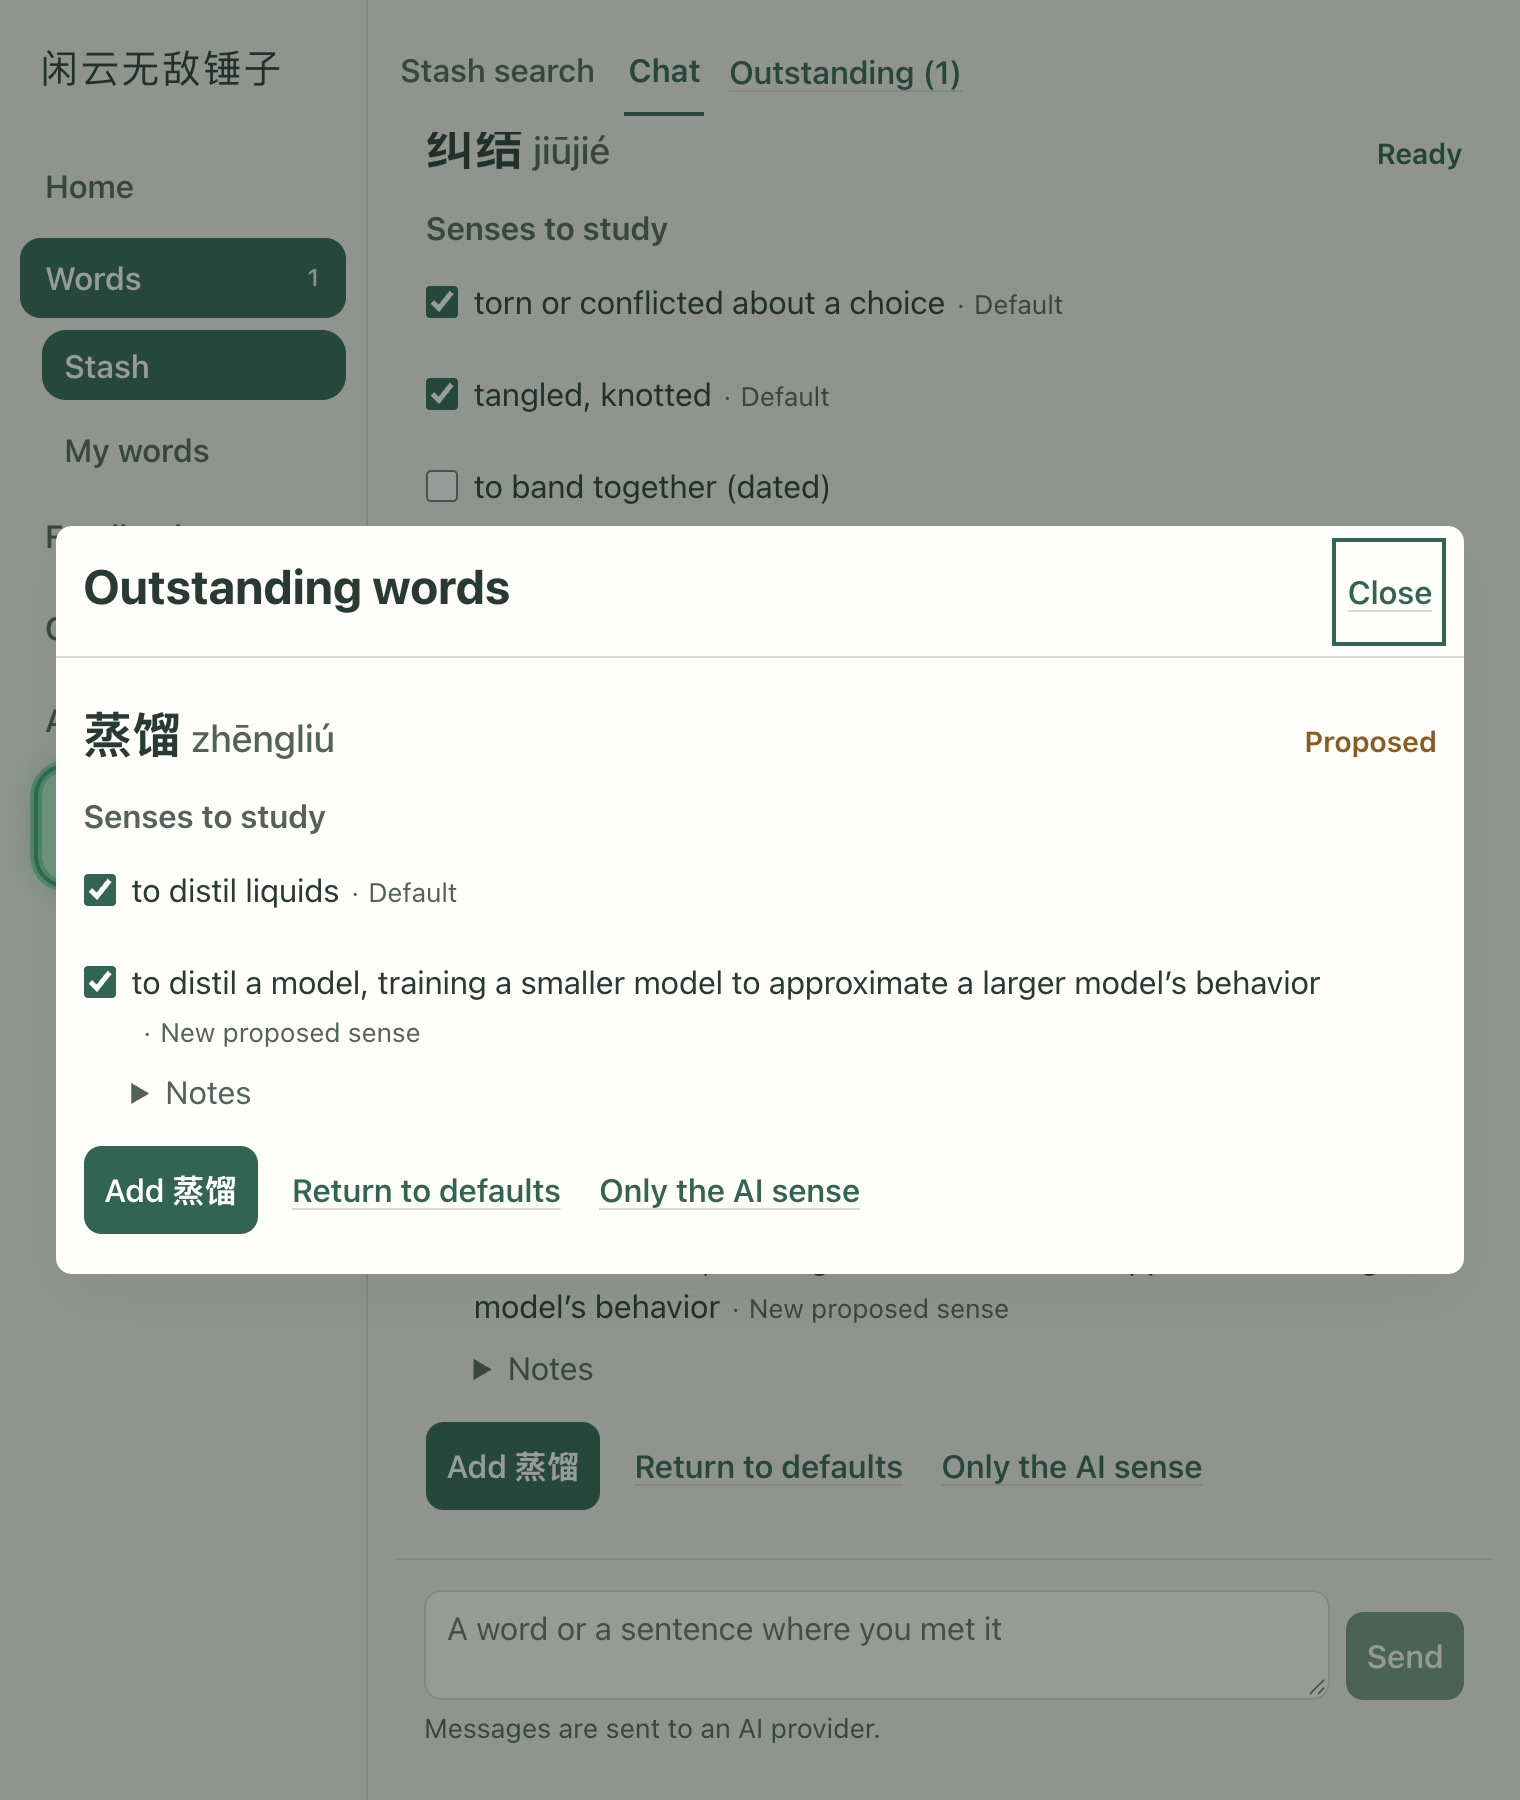 闲云无敌锤子
Home
Words 1
Stash
My words
Stash search Chat Outstanding (1)
纠结 jiūjié Ready
Senses to study
torn or conflicted about a choice · Default
tangled, knotted · Default
to band together (dated)
Outstanding words
Close
蒸馏 zhēngliú Proposed
Senses to study
to distil liquids · Default
to distil a model, training a smaller model to approximate a larger model’s behavior
· New proposed sense
Notes
Add 蒸馏 Return to defaults Only the AI sense
model’s behavior · New proposed sense
Notes
Add 蒸馏 Return to defaults Only the AI sense
A word or a sentence where you met it
Send
Messages are sent to an AI provider.